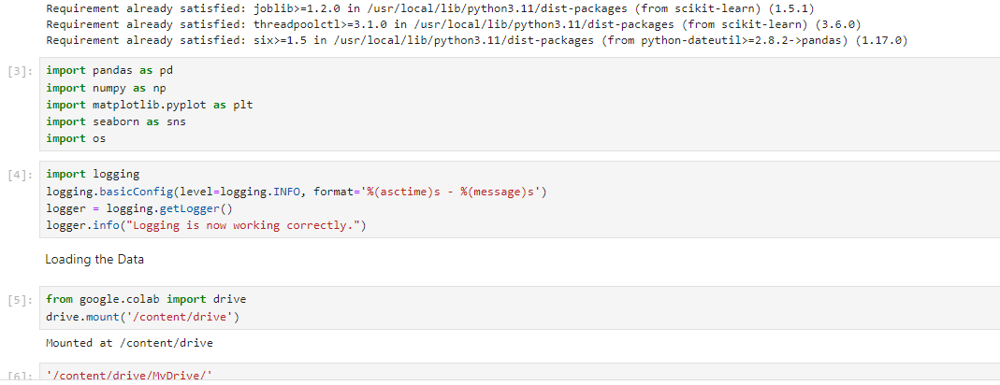 Requirement already satisfied: joblib>=1.2.0 in /usr/local/lib/python3.11/dist-packages (from scikit-learn) (1.5.1)
Requirement already satisfied: threadpoolctl>=3.1.0 in /usr/local/lib/python3.11/dist-packages (from scikit-learn) (3.6.0)
Requirement already satisfied: six>=1.5 in /usr/local/lib/python3.11/dist-packages (from python-dateutil>=2.8.2->pandas) (1.17.0)
[3]: import pandas as pd
import numpy as np
import matplotlib.pyplot as plt
import seaborn as sns
import os
[4]: import logging
logging.basicConfig(level=logging.INFO, format='%(asctime)s - %(message)s')
logger = logging.getLogger()
logger.info("Logging is now working correctly.")
Loading the Data
[5]: from google.colab import drive
drive.mount('/content/drive')
Mounted at /content/drive
[6]: '/content/drive/MyDrive/'